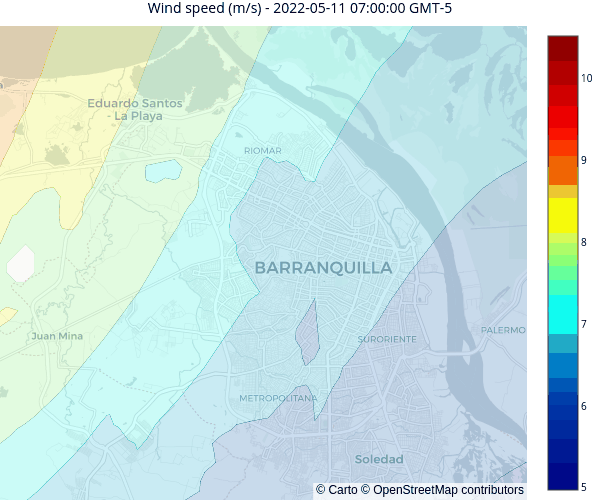 Wind speed (m/s) - 2022-05-11 07:00:00 GMT-5
Eduardo Santos
- La Playa
RIOMAR
BARRANQUILLA
Juan Mina
SURORIENTE
PALERMO
METROPOLITANA
Soledad
10
9
8
7
6
5
© Carto © OpenStreetMap contributors